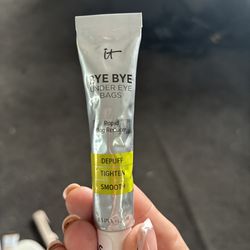 it
BYE BYE
UNDER EYE
BAGS
Rapid
Bag Reducer
DEPUFF
TIGHTEN
SMOOTH